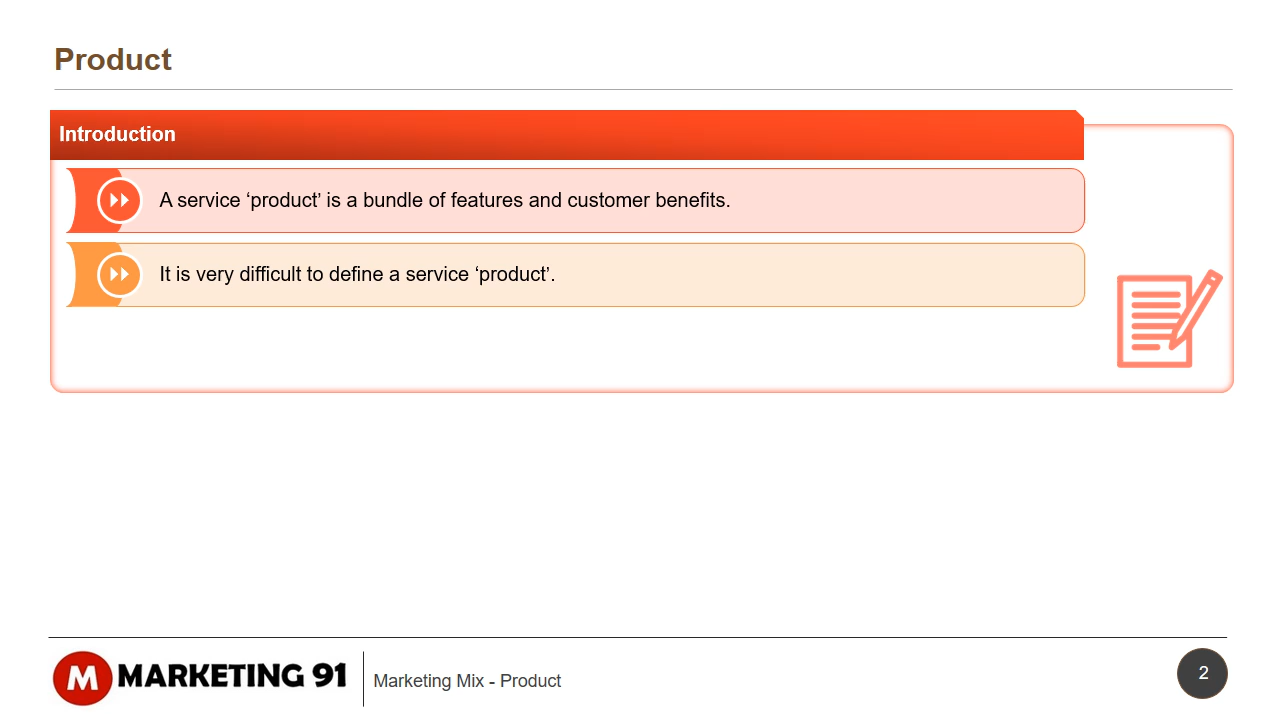 Product
Introduction
A service ‘product’ is a bundle of features and customer benefits.
It is very difficult to define a service ‘product’.
M MARKETING 91
Marketing Mix - Product
2